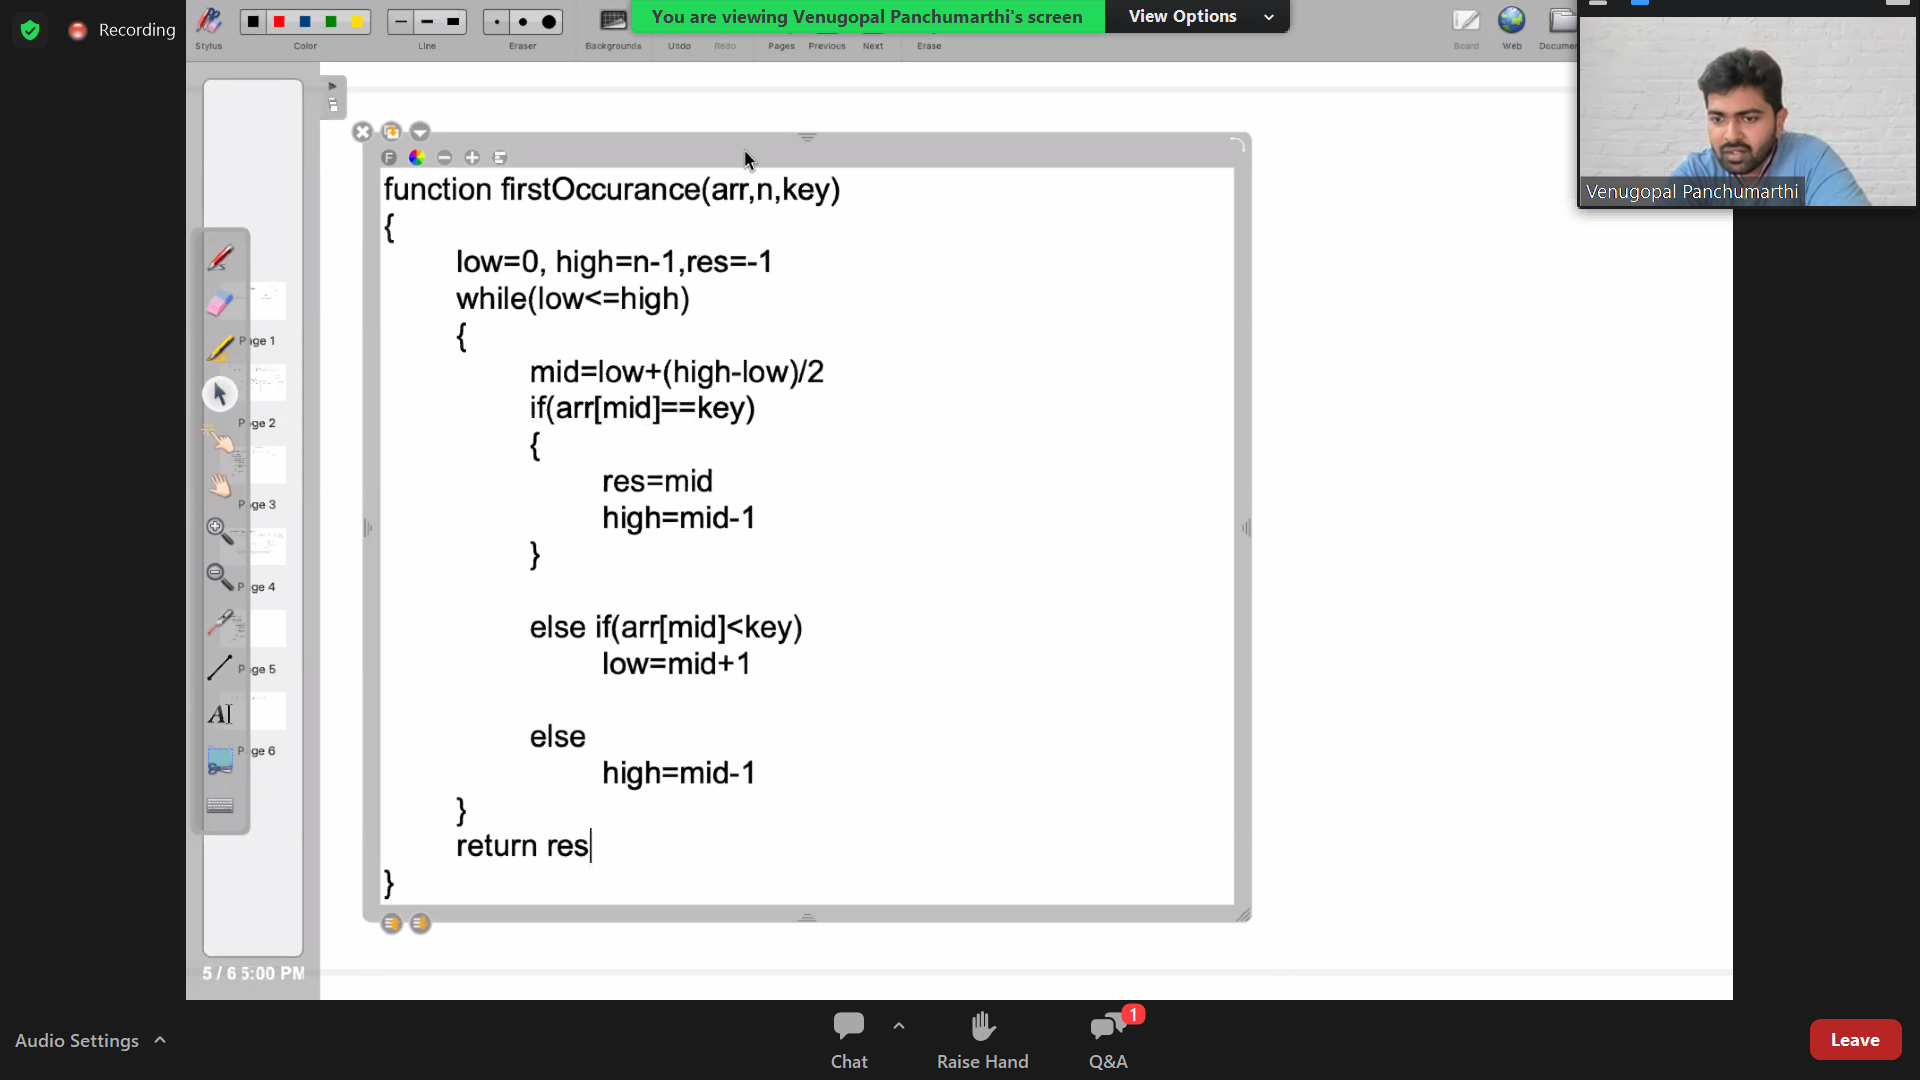 Recording
Stylus
Color
Line
Eraser
Backgrounds
Undo
Redo
Pages
Previous
Next
Erase
Board
Web
You are viewing Venugopal Panchumarthi's screen
View Options
Venugopal Panchumarthi
function firstOccurance(arr,n,key)
{
low=0, high=n-1,res=-1
while(low<=high)
{
mid=low+(high-low)/2
if(arr[mid]==key)
{
res=mid
high=mid-1
}
else if(arr[mid]<key)
low=mid+1
else
high=mid-1
}
return res
}
Page 1
Page 2
Page 3
Page 4
Page 5
Page 6
5 / 6 5:00 PM
Audio Settings
Chat
Raise Hand
Q&A
1
Leave